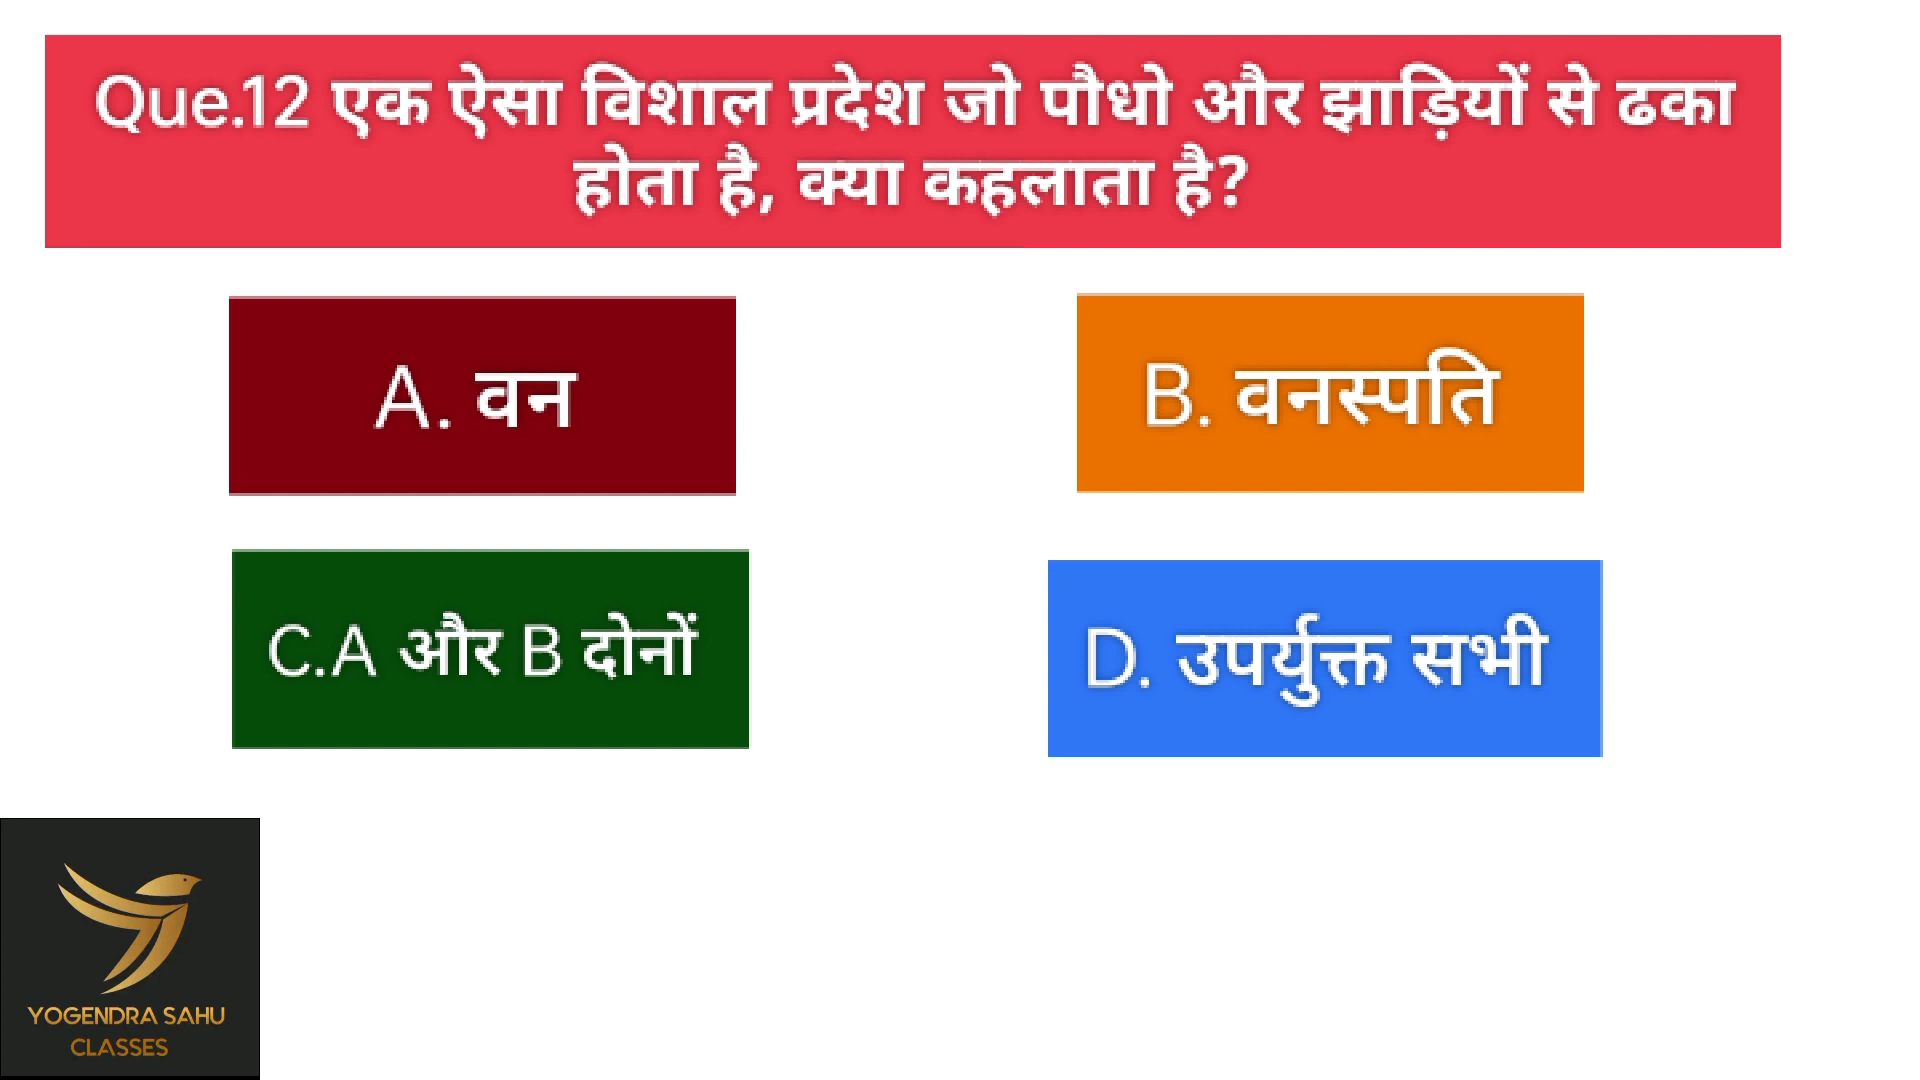 Que.12 एक ऐसा विशाल प्रदेश जो पौधो और झाड़ियों से ढका
होता है, क्या कहलाता है?
A. वन
B. वनस्पति
C.A और B दोनों
D. उपर्युक्त सभी
YOGENDRA SAHU
CLASSES